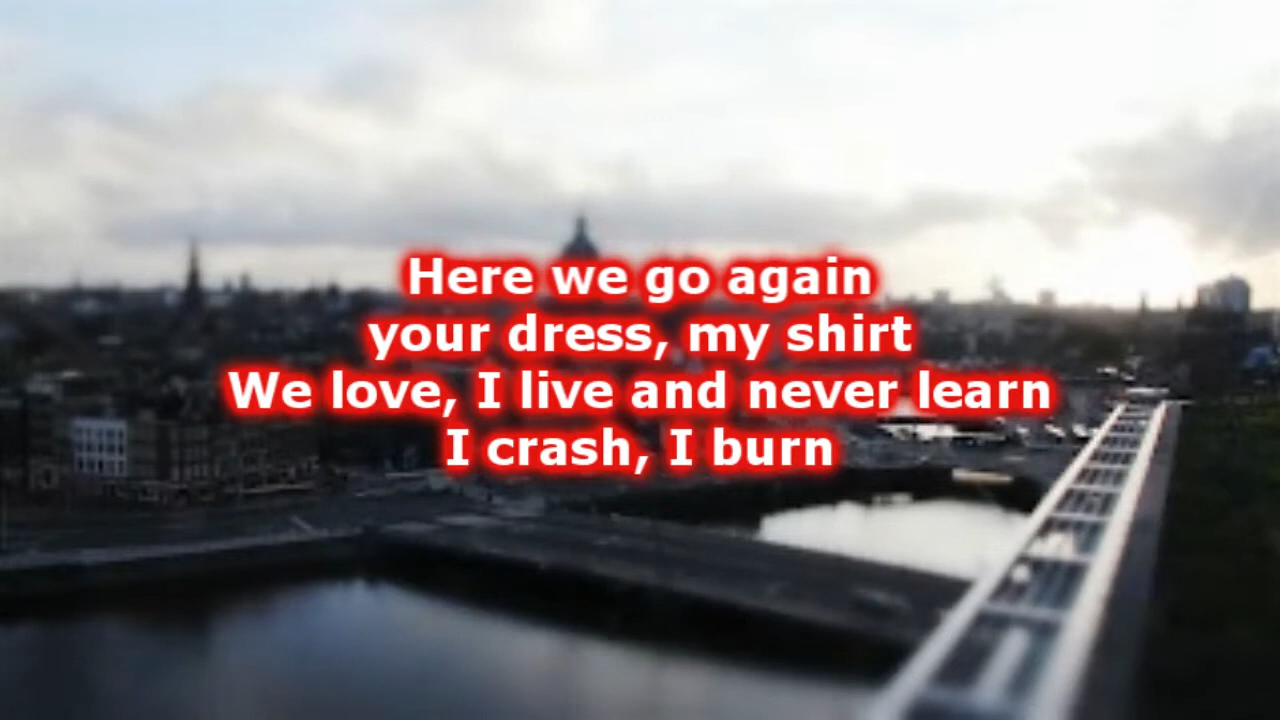 Here we go again
your dress, my shirt
We love, I live and never learn
I crash, I burn